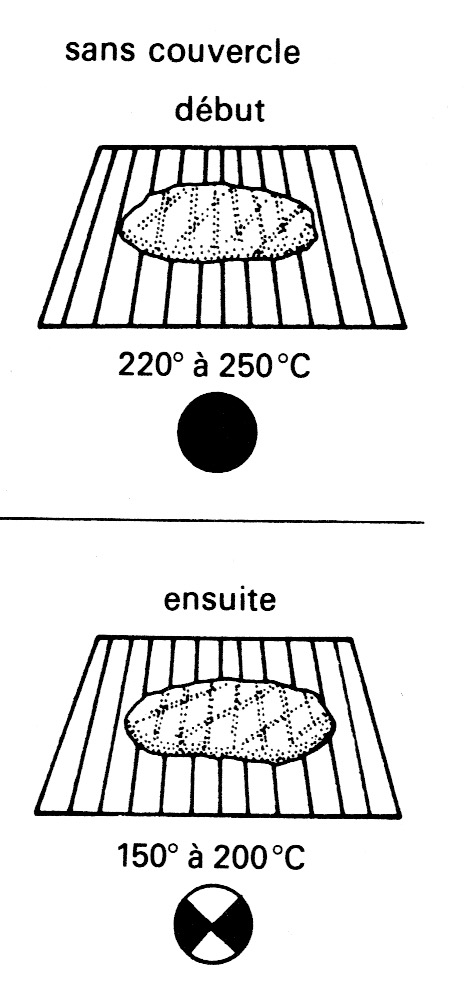 sans couvercle
début
220° à 250°C
ensuite
150° à 200°C